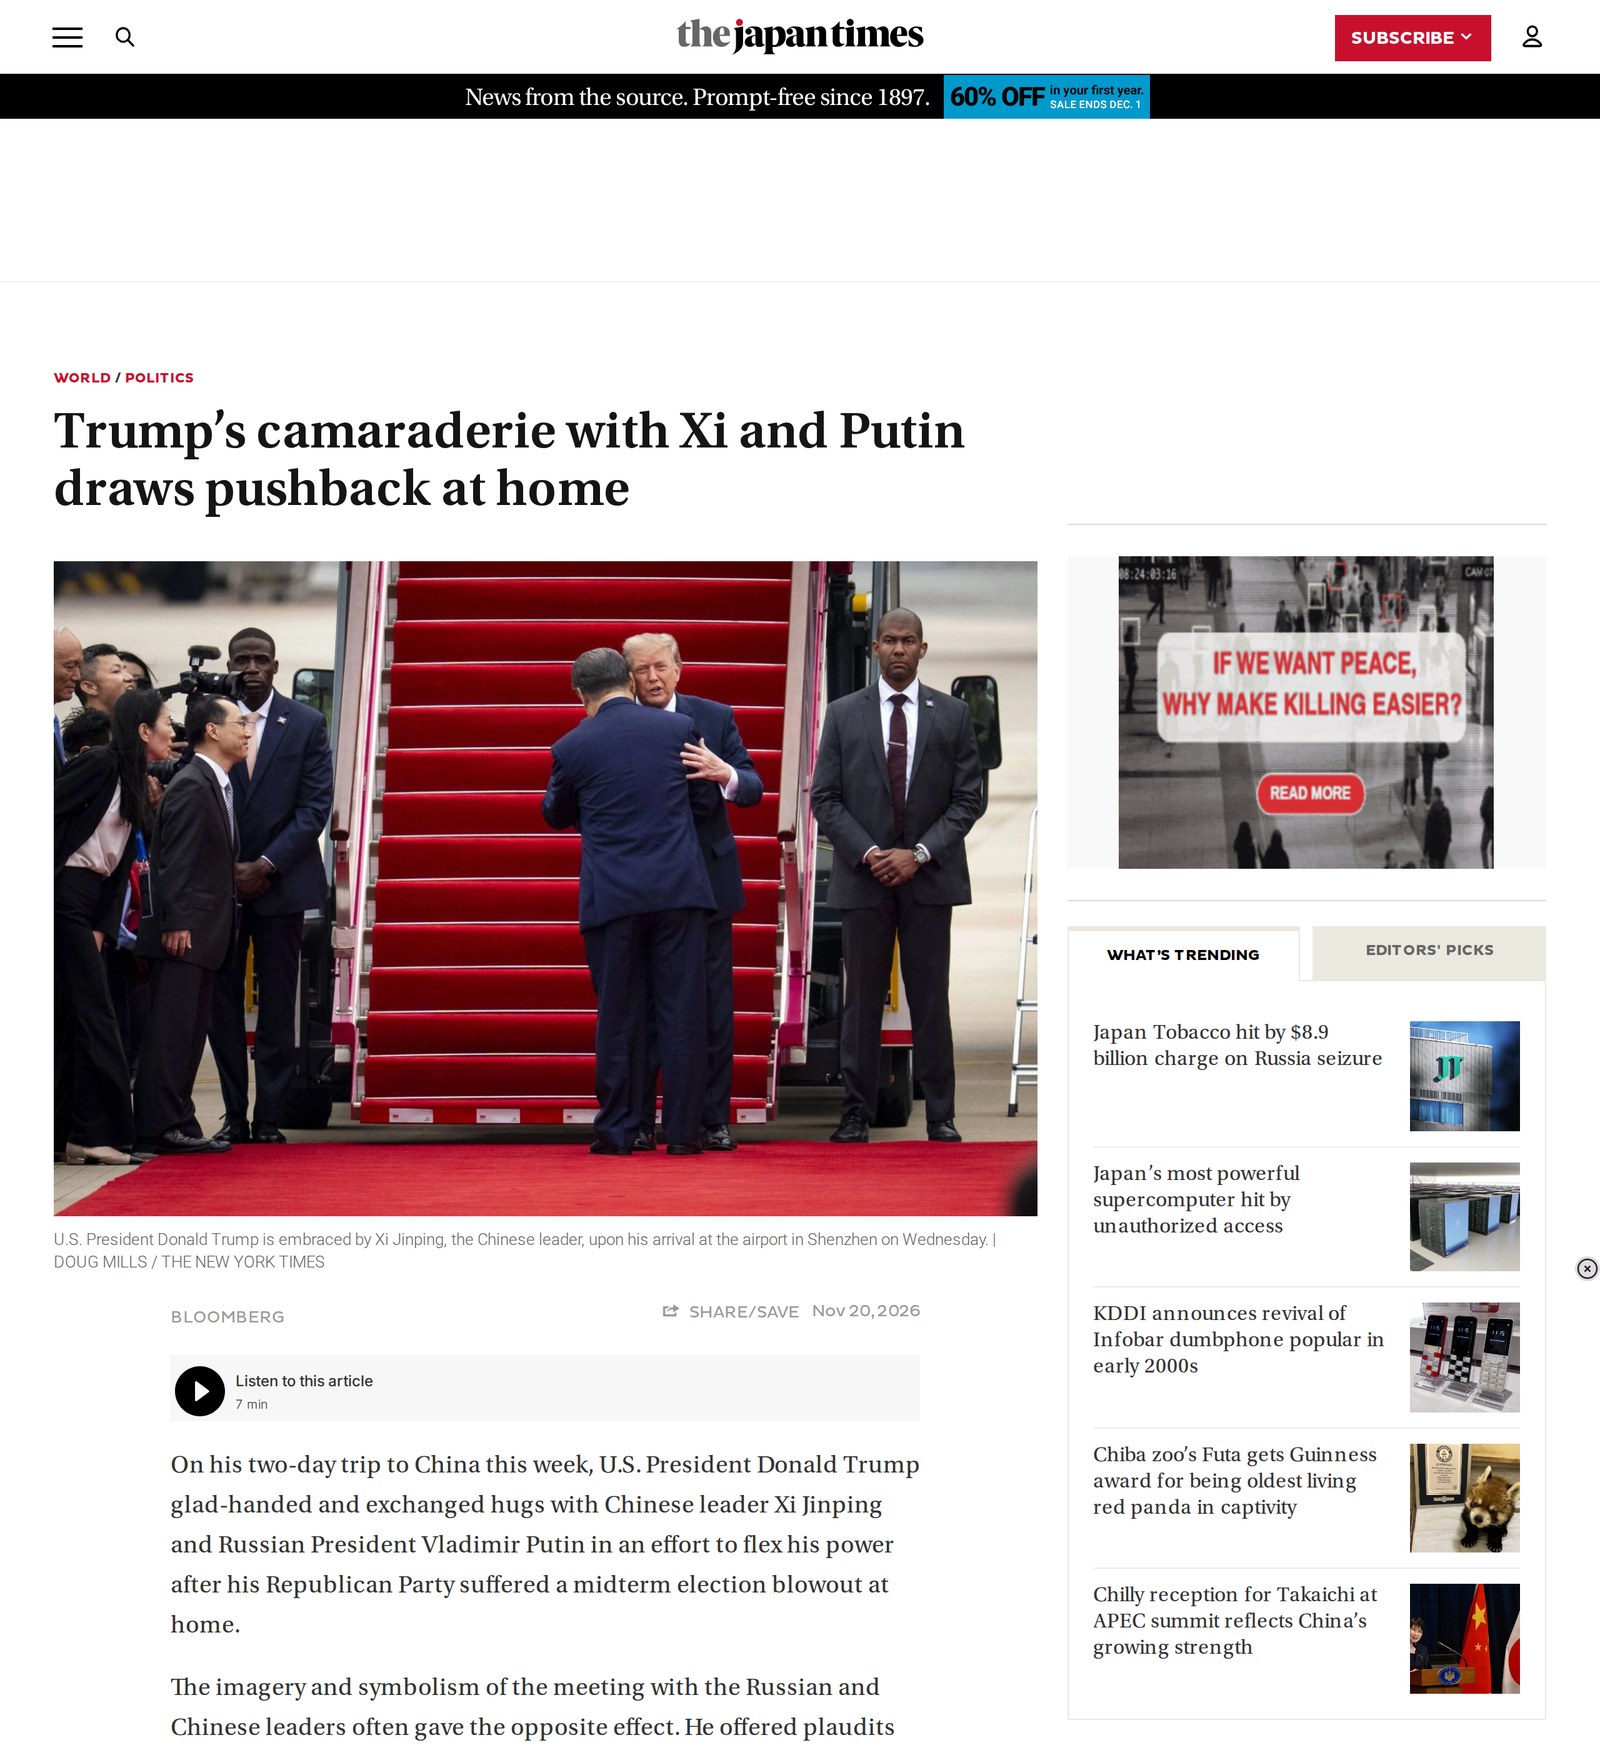 the japan times
SUBSCRIBE
News from the source. Prompt-free since 1897.
60% OFF
in your first year.
SALE ENDS DEC. 1
WORLD / POLITICS
Trump’s camaraderie with Xi and Putin
draws pushback at home
U.S. President Donald Trump is embraced by Xi Jinping, the Chinese leader, upon his arrival at the airport in Shenzhen on Wednesday. |
DOUG MILLS / THE NEW YORK TIMES
BLOOMBERG
SHARE/SAVE
Nov 20, 2026
Listen to this article
7 min
On his two-day trip to China this week, U.S. President Donald Trump
glad-handed and exchanged hugs with Chinese leader Xi Jinping
and Russian President Vladimir Putin in an effort to flex his power
after his Republican Party suffered a midterm election blowout at
home.
The imagery and symbolism of the meeting with the Russian and
Chinese leaders often gave the opposite effect. He offered plaudits
08:24:03:16
CAM 07
IF WE WANT PEACE,
WHY MAKE KILLING EASIER?
READ MORE
WHAT’S TRENDING
EDITORS' PICKS
Japan Tobacco hit by $8.9
billion charge on Russia seizure
JT
Japan’s most powerful
supercomputer hit by
unauthorized access
KDDI announces revival of
Infobar dumbphone popular in
early 2000s
Chiba zoo’s Futa gets Guinness
award for being oldest living
red panda in captivity
Chilly reception for Takaichi at
APEC summit reflects China’s
growing strength